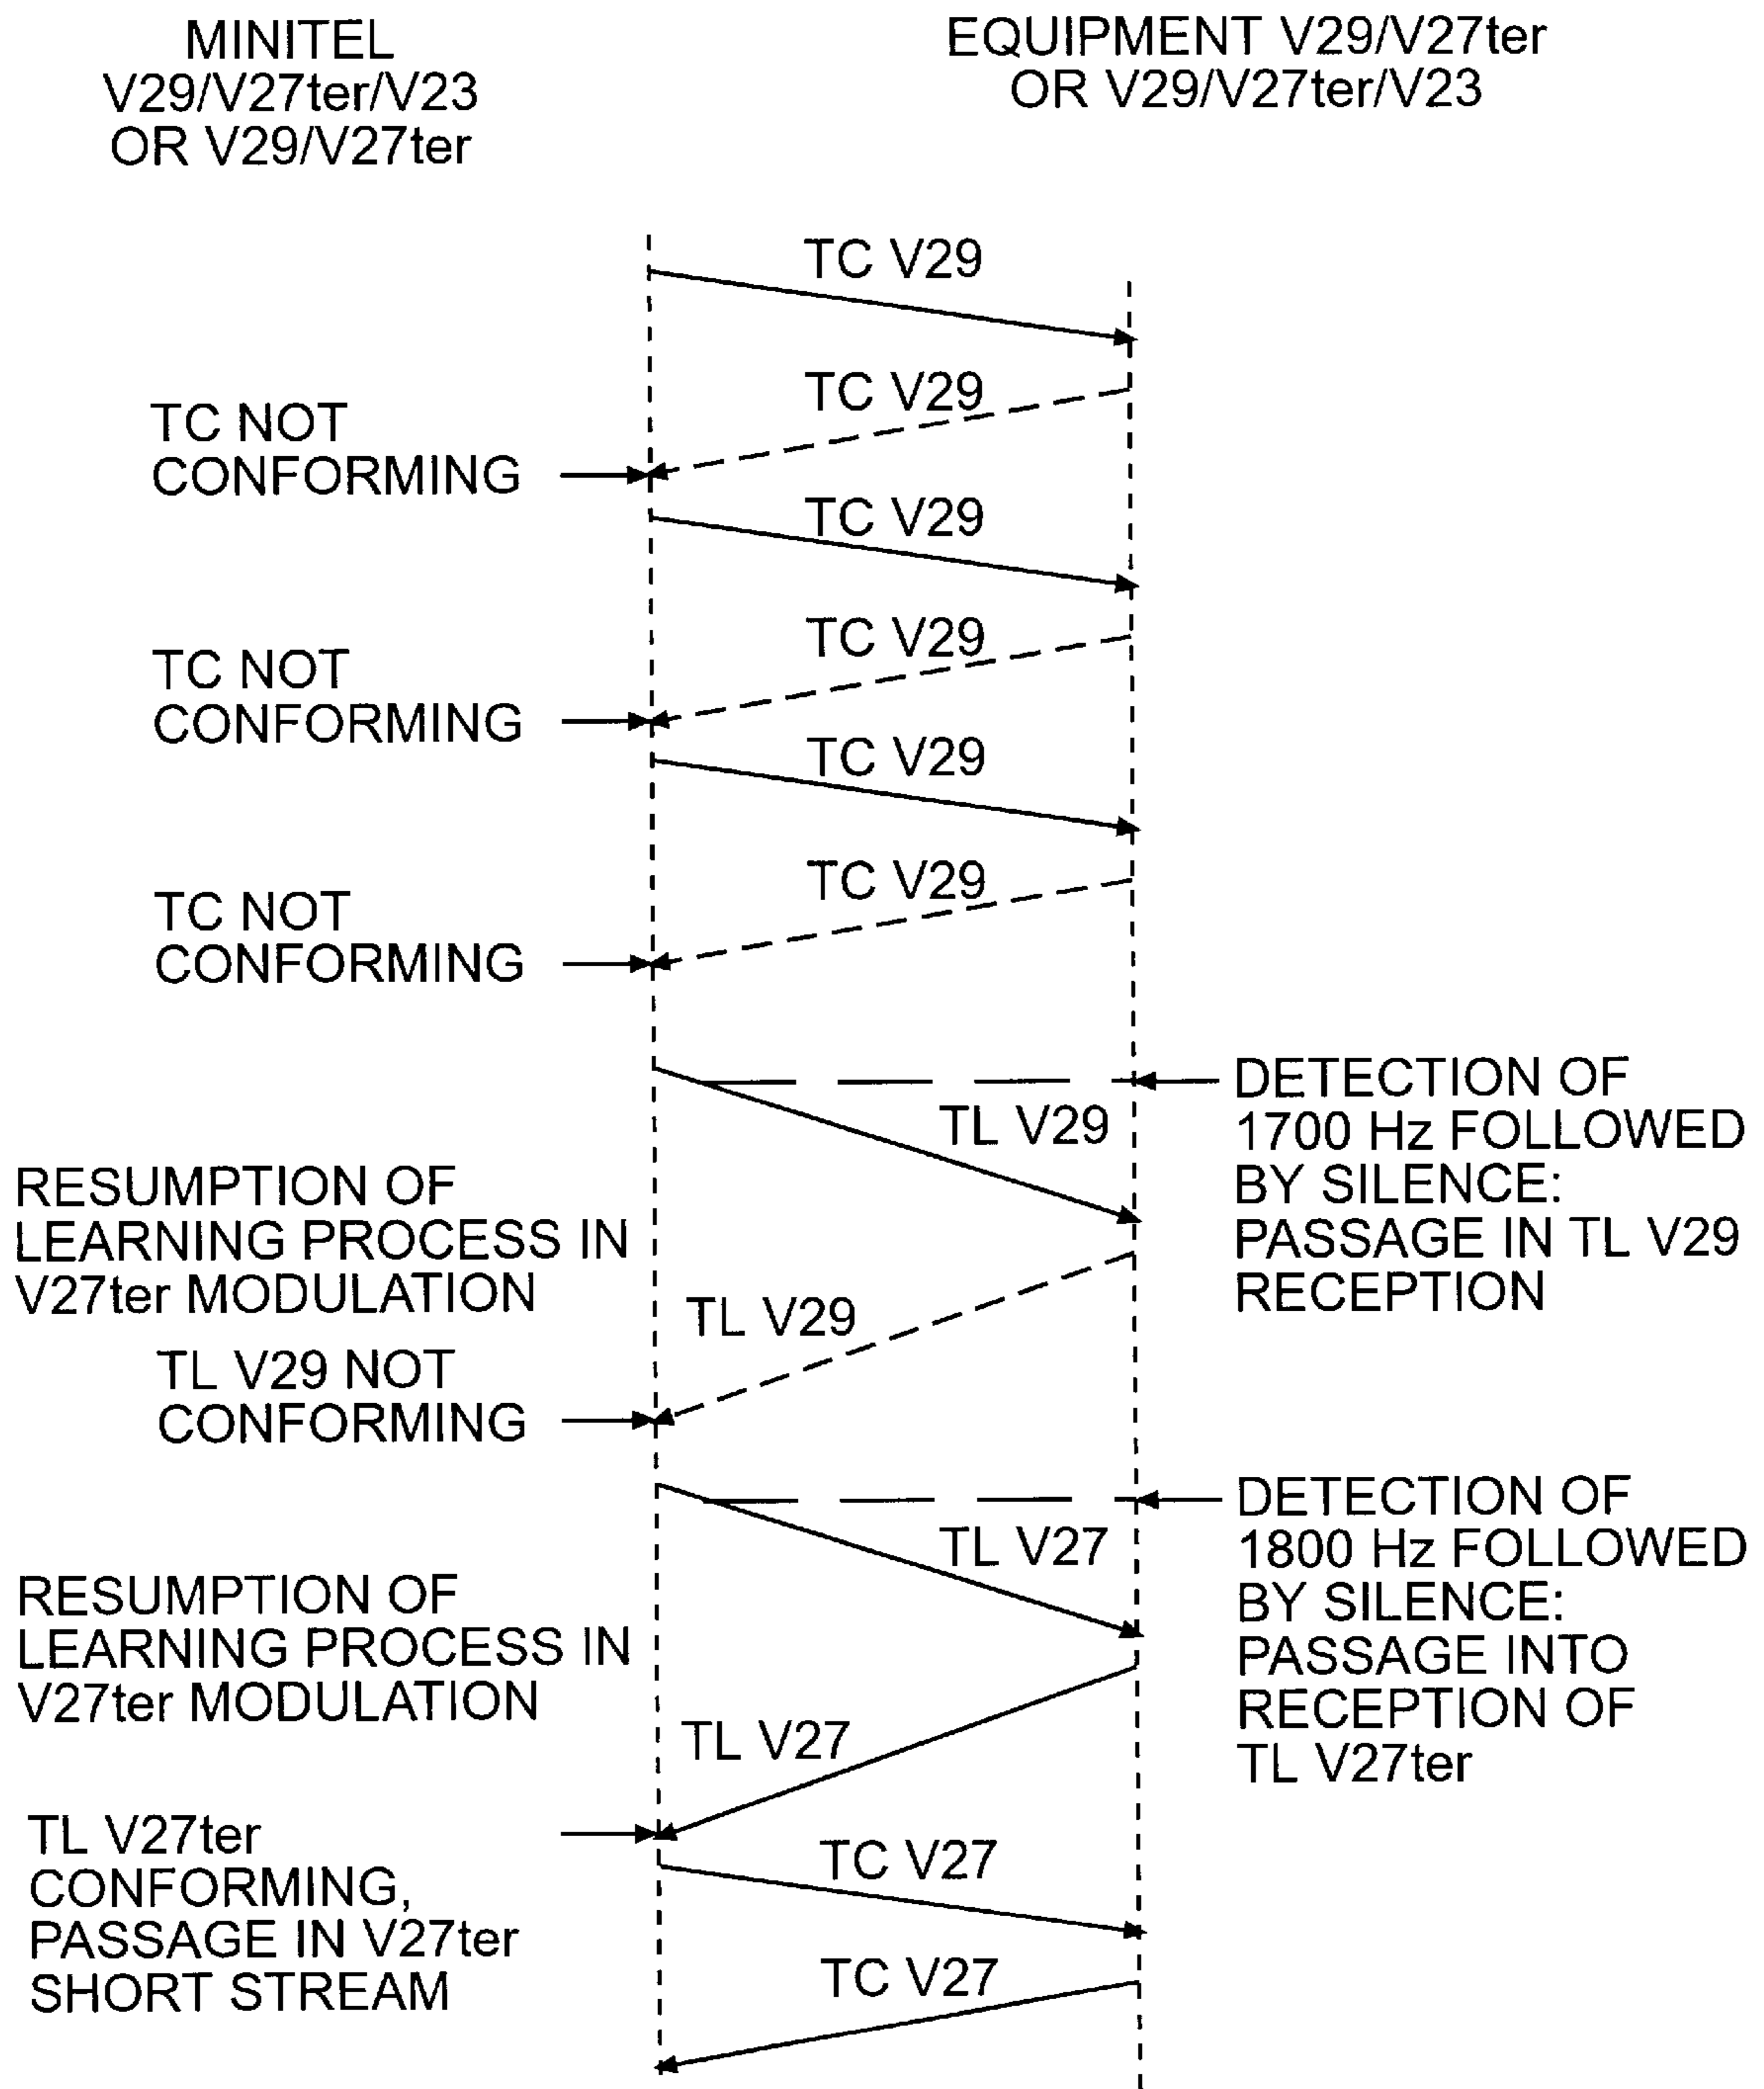 MINITEL
V29/V27ter/V23
OR V29/V27ter
EQUIPMENT V29/V27ter
OR V29/V27ter/V23
TC V29
TC V29
TC NOT
CONFORMING
TC V29
TC V29
TC NOT
CONFORMING
TC V29
TC V29
TC NOT
CONFORMING
DETECTION OF
1700 Hz FOLLOWED
BY SILENCE:
PASSAGE IN TL V29
RECEPTION
TL V29
RESUMPTION OF
LEARNING PROCESS IN
V27ter MODULATION
TL V29
TL V29 NOT
CONFORMING
DETECTION OF
1800 Hz FOLLOWED
BY SILENCE:
PASSAGE INTO
RECEPTION OF
TL V27ter
TL V27
RESUMPTION OF
LEARNING PROCESS IN
V27ter MODULATION
TL V27
TL V27ter
CONFORMING,
PASSAGE IN V27ter
SHORT STREAM
TC V27
TC V27